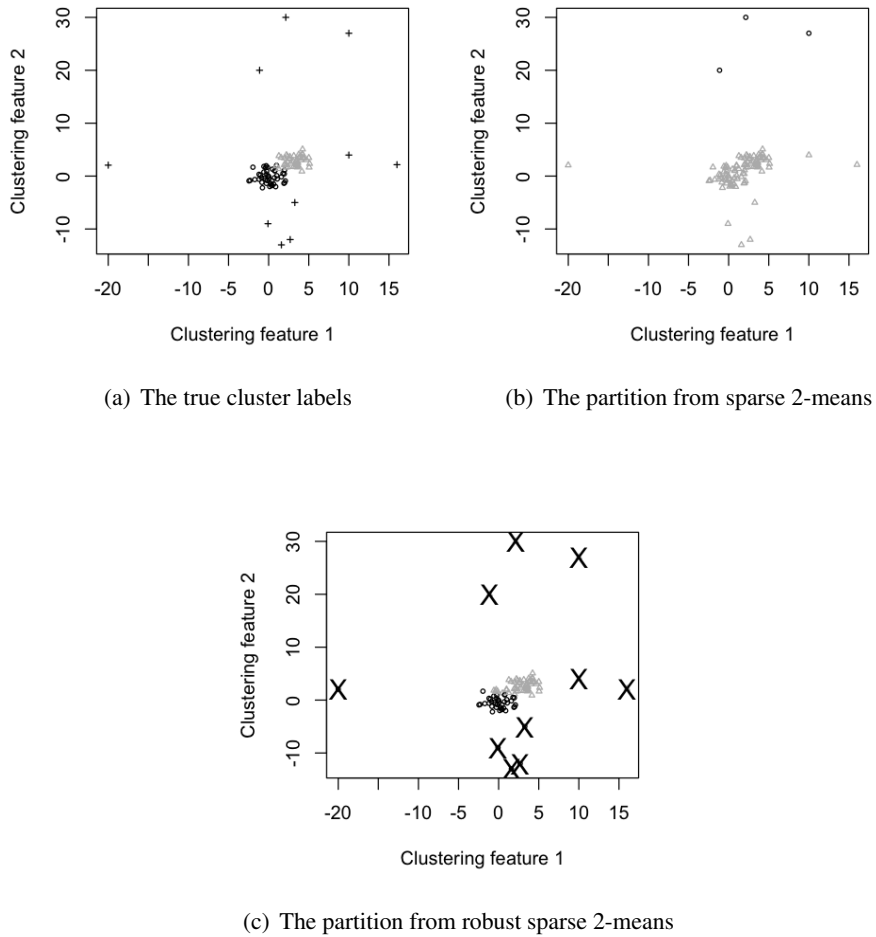 30
20
10
0
-10
Clustering feature 2
-20 -10 -5 0 5 10 15
Clustering feature 1
(a) The true cluster labels
30
20
10
0
-10
Clustering feature 2
-20 -10 -5 0 5 10 15
Clustering feature 1
(b) The partition from sparse 2-means
30
20
10
0
-10
Clustering feature 2
-20 -10 -5 0 5 10 15
Clustering feature 1
(c) The partition from robust sparse 2-means